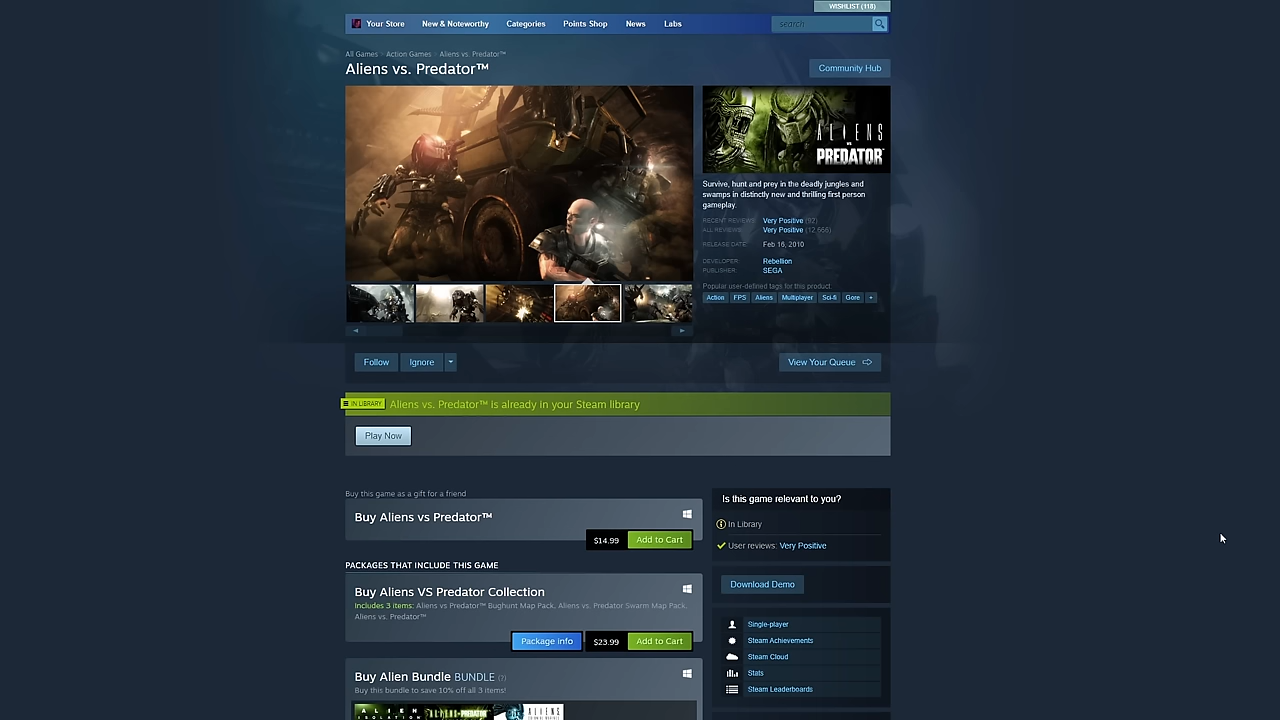 WISHLIST (118)
Your Store New & Noteworthy Categories Points Shop News Labs search
All Games > Action Games > Aliens vs. Predator™
Aliens vs. Predator™
Community Hub
ALIENS
VS
PREDATOR
Survive, hunt and prey in the deadly jungles and
swamps in distinctly new and thrilling first person
gameplay.
RECENT REVIEWS: Very Positive (92)
ALL REVIEWS: Very Positive (12,666)
RELEASE DATE: Feb 16, 2010
DEVELOPER: Rebellion
PUBLISHER: SEGA
Popular user-defined tags for this product:
Action FPS Aliens Multiplayer Sci-fi Gore +
Follow Ignore View Your Queue
IN LIBRARY Aliens vs. Predator™ is already in your Steam library
Play Now
Buy this game as a gift for a friend
Buy Aliens vs Predator™
$14.99 Add to Cart
PACKAGES THAT INCLUDE THIS GAME
Buy Aliens VS Predator Collection
Includes 3 items: Aliens vs Predator™ Bughunt Map Pack, Aliens vs. Predator Swarm Map Pack,
Aliens vs. Predator™
Package info $23.99 Add to Cart
Buy Alien Bundle BUNDLE (?)
Buy this bundle to save 10% off all 3 items!
ALIEN
ISOLATION
ALIENS
PREDATOR
ALIENS
Is this game relevant to you?
In Library
User reviews: Very Positive
Download Demo
Single-player
Steam Achievements
Steam Cloud
Stats
Steam Leaderboards